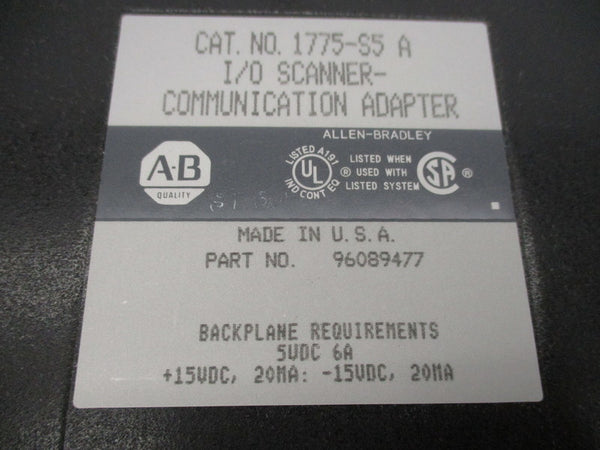 CAT. NO. 1775-S5 A
I/O SCANNER-
COMMUNICATION ADAPTER
ALLEN-BRADLEY
A-B
QUALITY
LISTED A191
UL
IND CONT EQ
®
LISTED WHEN
USED WITH
LISTED SYSTEM
SA
®
MADE IN U.S.A.
PART NO. 96089477
BACKPLANE REQUIREMENTS
5VDC 6A
+15VDC, 20MA: -15VDC, 20MA